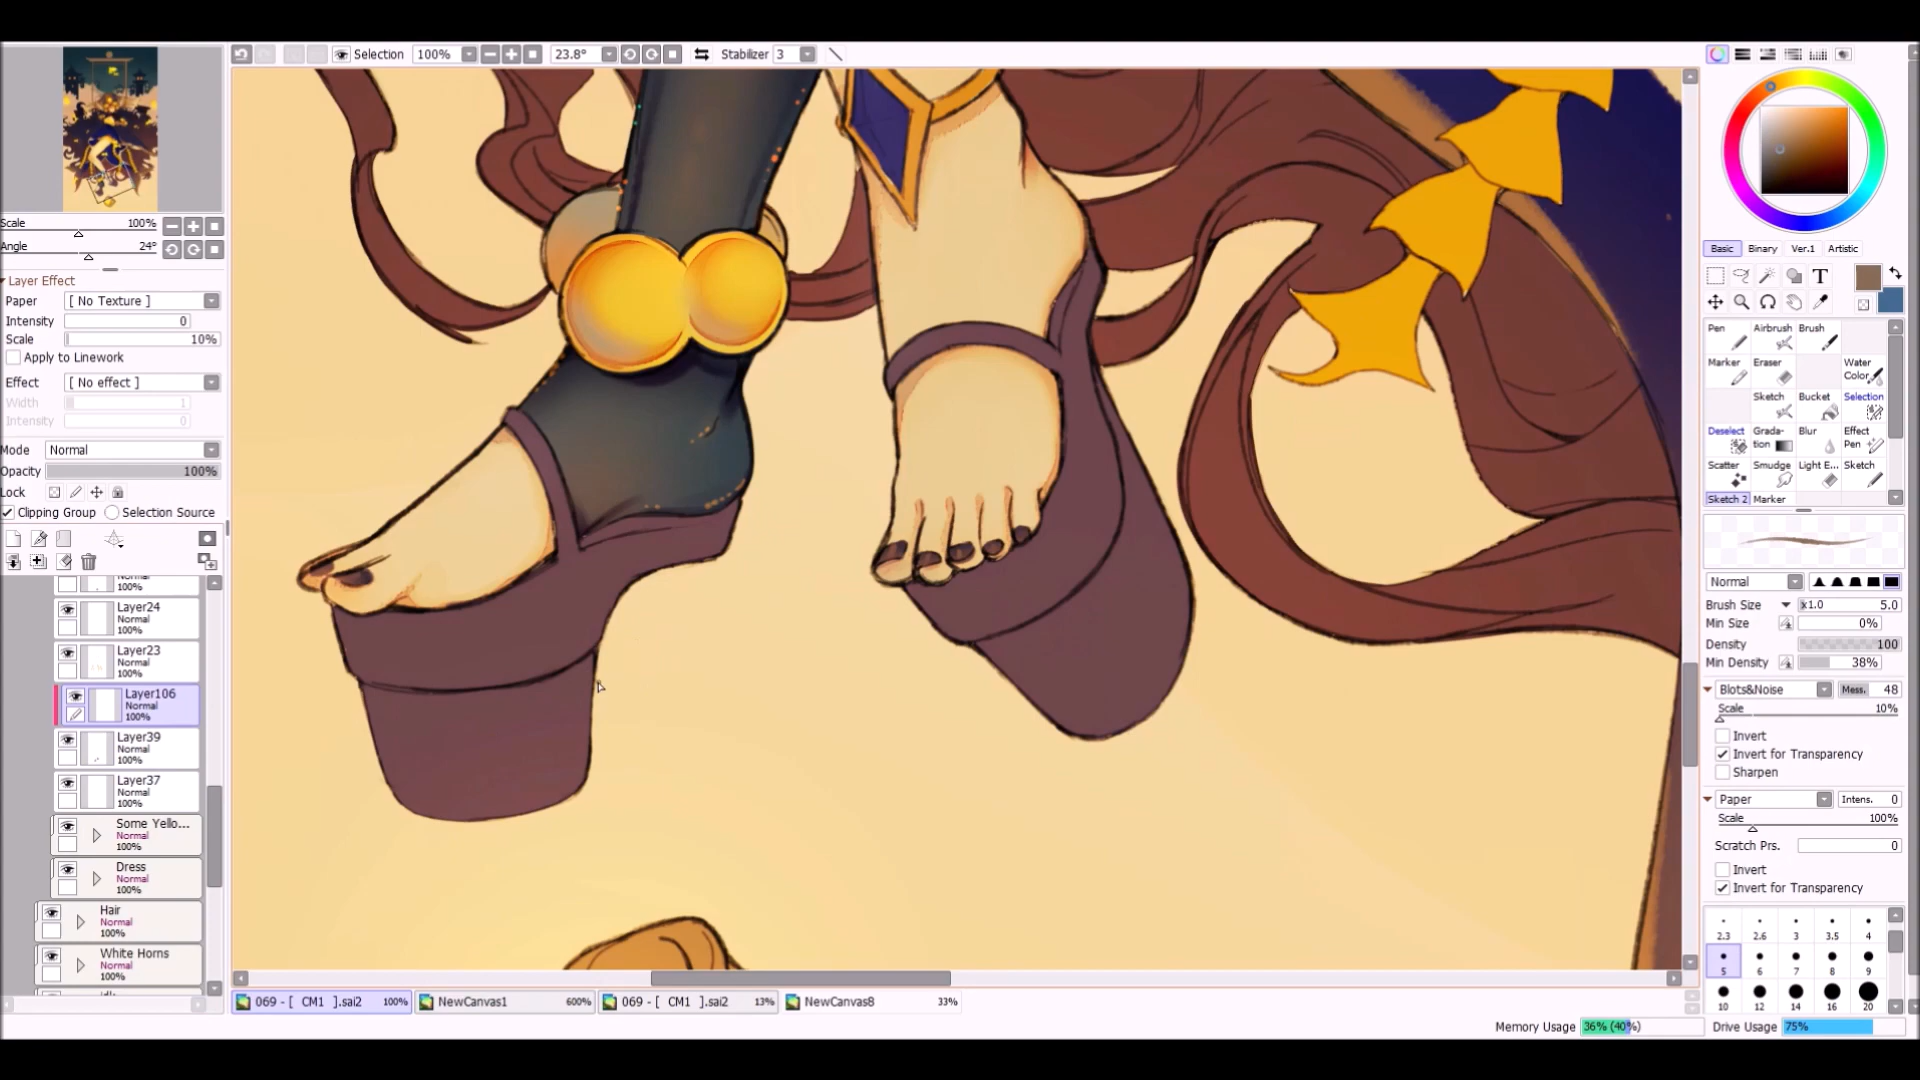 Selection 100% 23.8° Stabilizer 3
Scale 100%
Angle 24°
Layer Effect
Paper [ No Texture ]
Intensity 0
Scale 10%
Apply to Linework
Effect [ No effect ]
Width 1
Intensity 0
Mode Normal
Opacity 100%
Lock
Clipping Group Selection Source
100%
Layer24
Normal
100%
Layer23
Normal
100%
Layer106
Normal
100%
Layer39
Normal
100%
Layer37
Normal
100%
Some Yello...
Normal
100%
Dress
Normal
100%
Hair
Normal
100%
White Horns
Normal
100%
069 - [ CM1 ].sai2 100% NewCanvas1 600% 069 - [ CM1 ].sai2 13% NewCanvas8 33%
Memory Usage 36% (40%) Drive Usage 75%
Basic Binary Ver.1 Artistic
T
Pen Airbrush Brush
Marker Eraser Water Color
Sketch Bucket Selection
Deselect Grada-tion Blur Effect Pen
Scatter Smudge Light E... Sketch
Sketch 2 Marker
Normal
Brush Size x1.0 5.0
Min Size 0%
Density 100
Min Density 38%
Blots&Noise Mess. 48
Scale 10%
Invert
Invert for Transparency
Sharpen
Paper Intens. 0
Scale 100%
Scratch Prs. 0
Invert
Invert for Transparency
2.3 2.6 3 3.5 4
5 6 7 8 9
10 12 14 16 20